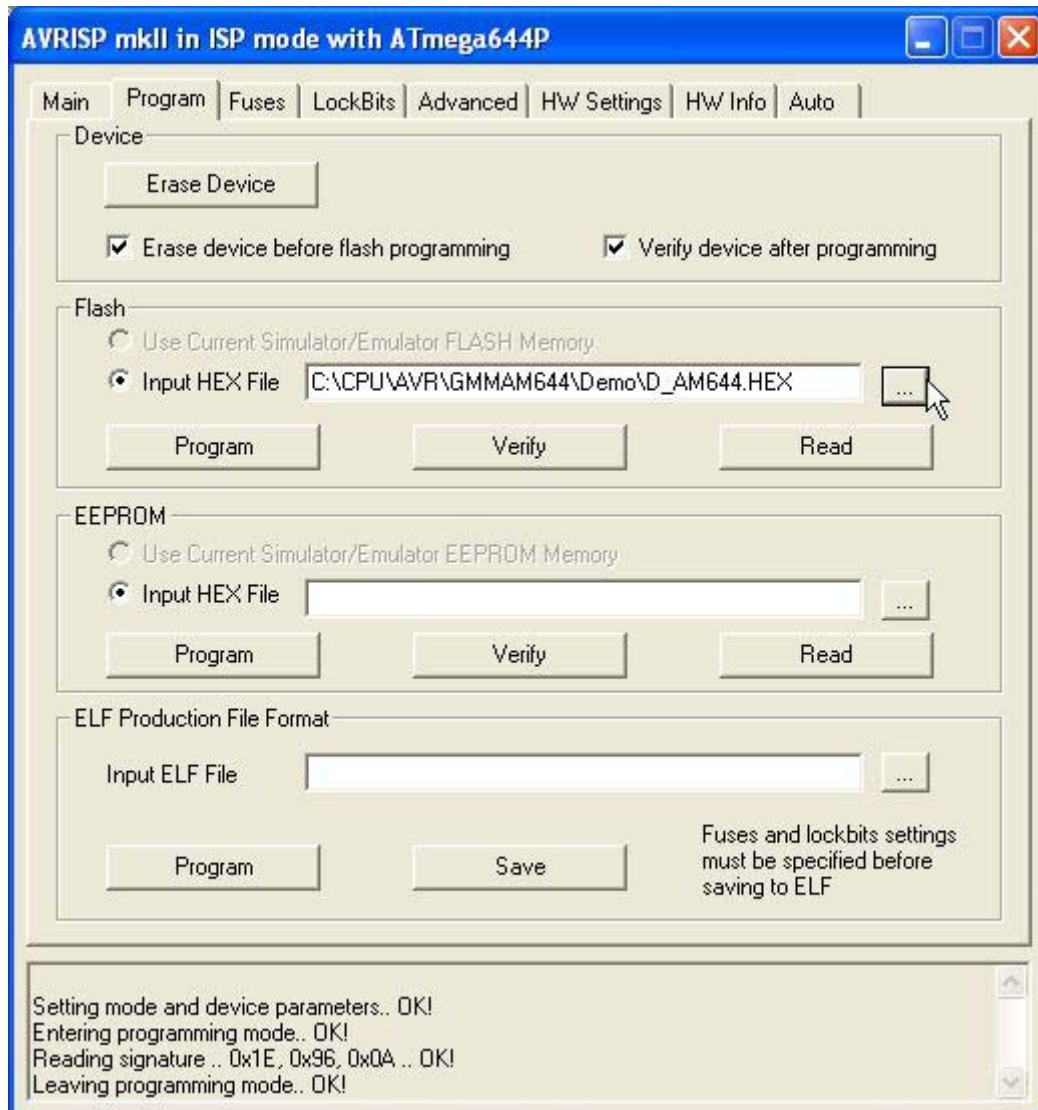 AVRISP mkII in ISP mode with ATmega644P
Main Program Fuses LockBits Advanced HW Settings HW Info Auto
Device
Erase Device
Erase device before flash programming Verify device after programming
Flash
Use Current Simulator/Emulator FLASH Memory
Input HEX File C:\CPU\AVR\GMMAM644\Demo\D_AM644.HEX ...
Program Verify Read
EEPROM
Use Current Simulator/Emulator EEPROM Memory
Input HEX File ...
Program Verify Read
ELF Production File Format
Input ELF File ...
Fuses and lockbits settings
must be specified before
saving to ELF
Program Save
Setting mode and device parameters.. OK!
Entering programming mode.. OK!
Reading signature .. 0x1E, 0x96, 0x0A .. OK!
Leaving programming mode.. OK!